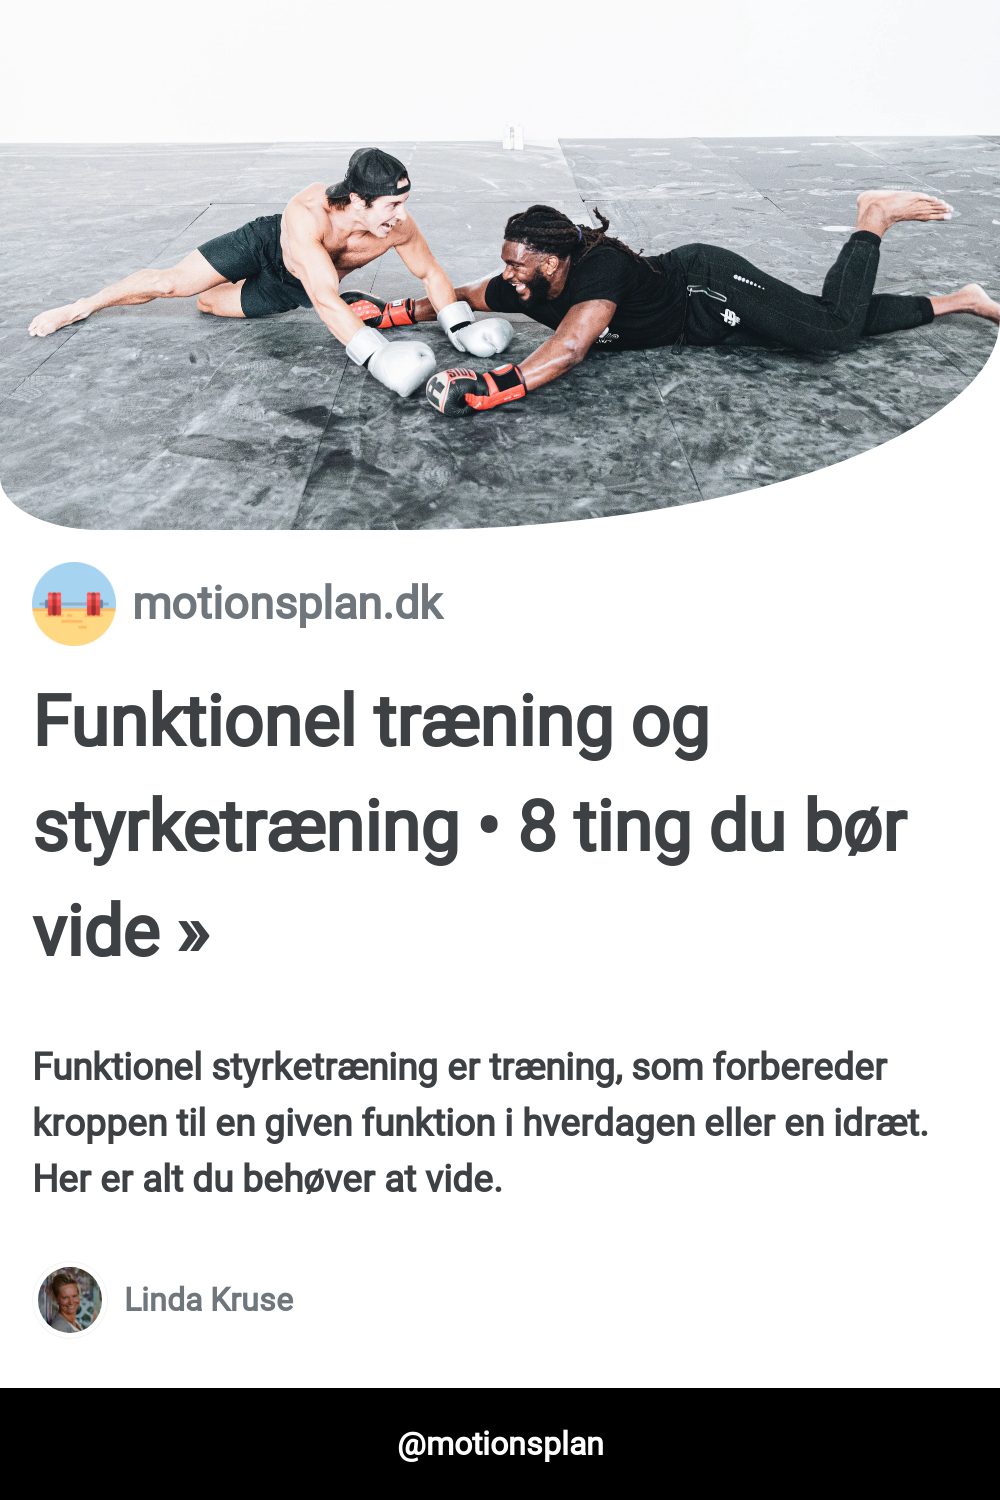 motionsplan.dk
Funktionel træning og
styrketræning • 8 ting du bør
vide »
Funktionel styrketræning er træning, som forbereder
kroppen til en given funktion i hverdagen eller en idræt.
Her er alt du behøver at vide.
Linda Kruse
@motionsplan